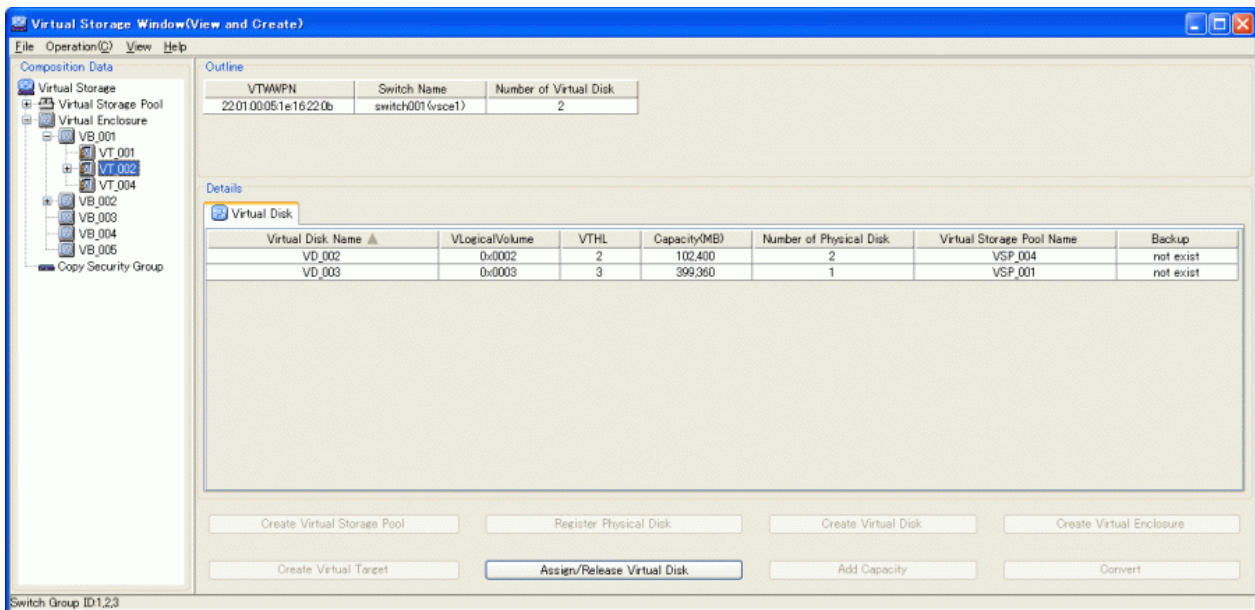 Virtual Storage Window(View and Create)
File Operation(C) View Help
Composition Data
Virtual Storage
Virtual Storage Pool
Virtual Enclosure
VB_001
VT_001
VT_002
VT_004
VB_002
VB_003
VB_004
VB_005
Copy Security Group
Outline
VTWWPN Switch Name Number of Virtual Disk
22:01:00:05:1e:16:22:0b switch001(vsce1) 2
Details
Virtual Disk
Virtual Disk Name VLogicalVolume VTHL Capacity(MB) Number of Physical Disk Virtual Storage Pool Name Backup
VD_002 0x0002 2 102,400 2 VSP_004 not exist
VD_003 0x0003 3 399,360 1 VSP_001 not exist
Create Virtual Storage Pool Register Physical Disk Create Virtual Disk Create Virtual Enclosure
Create Virtual Target Assign/Release Virtual Disk Add Capacity Convert
Switch Group ID:1,2,3